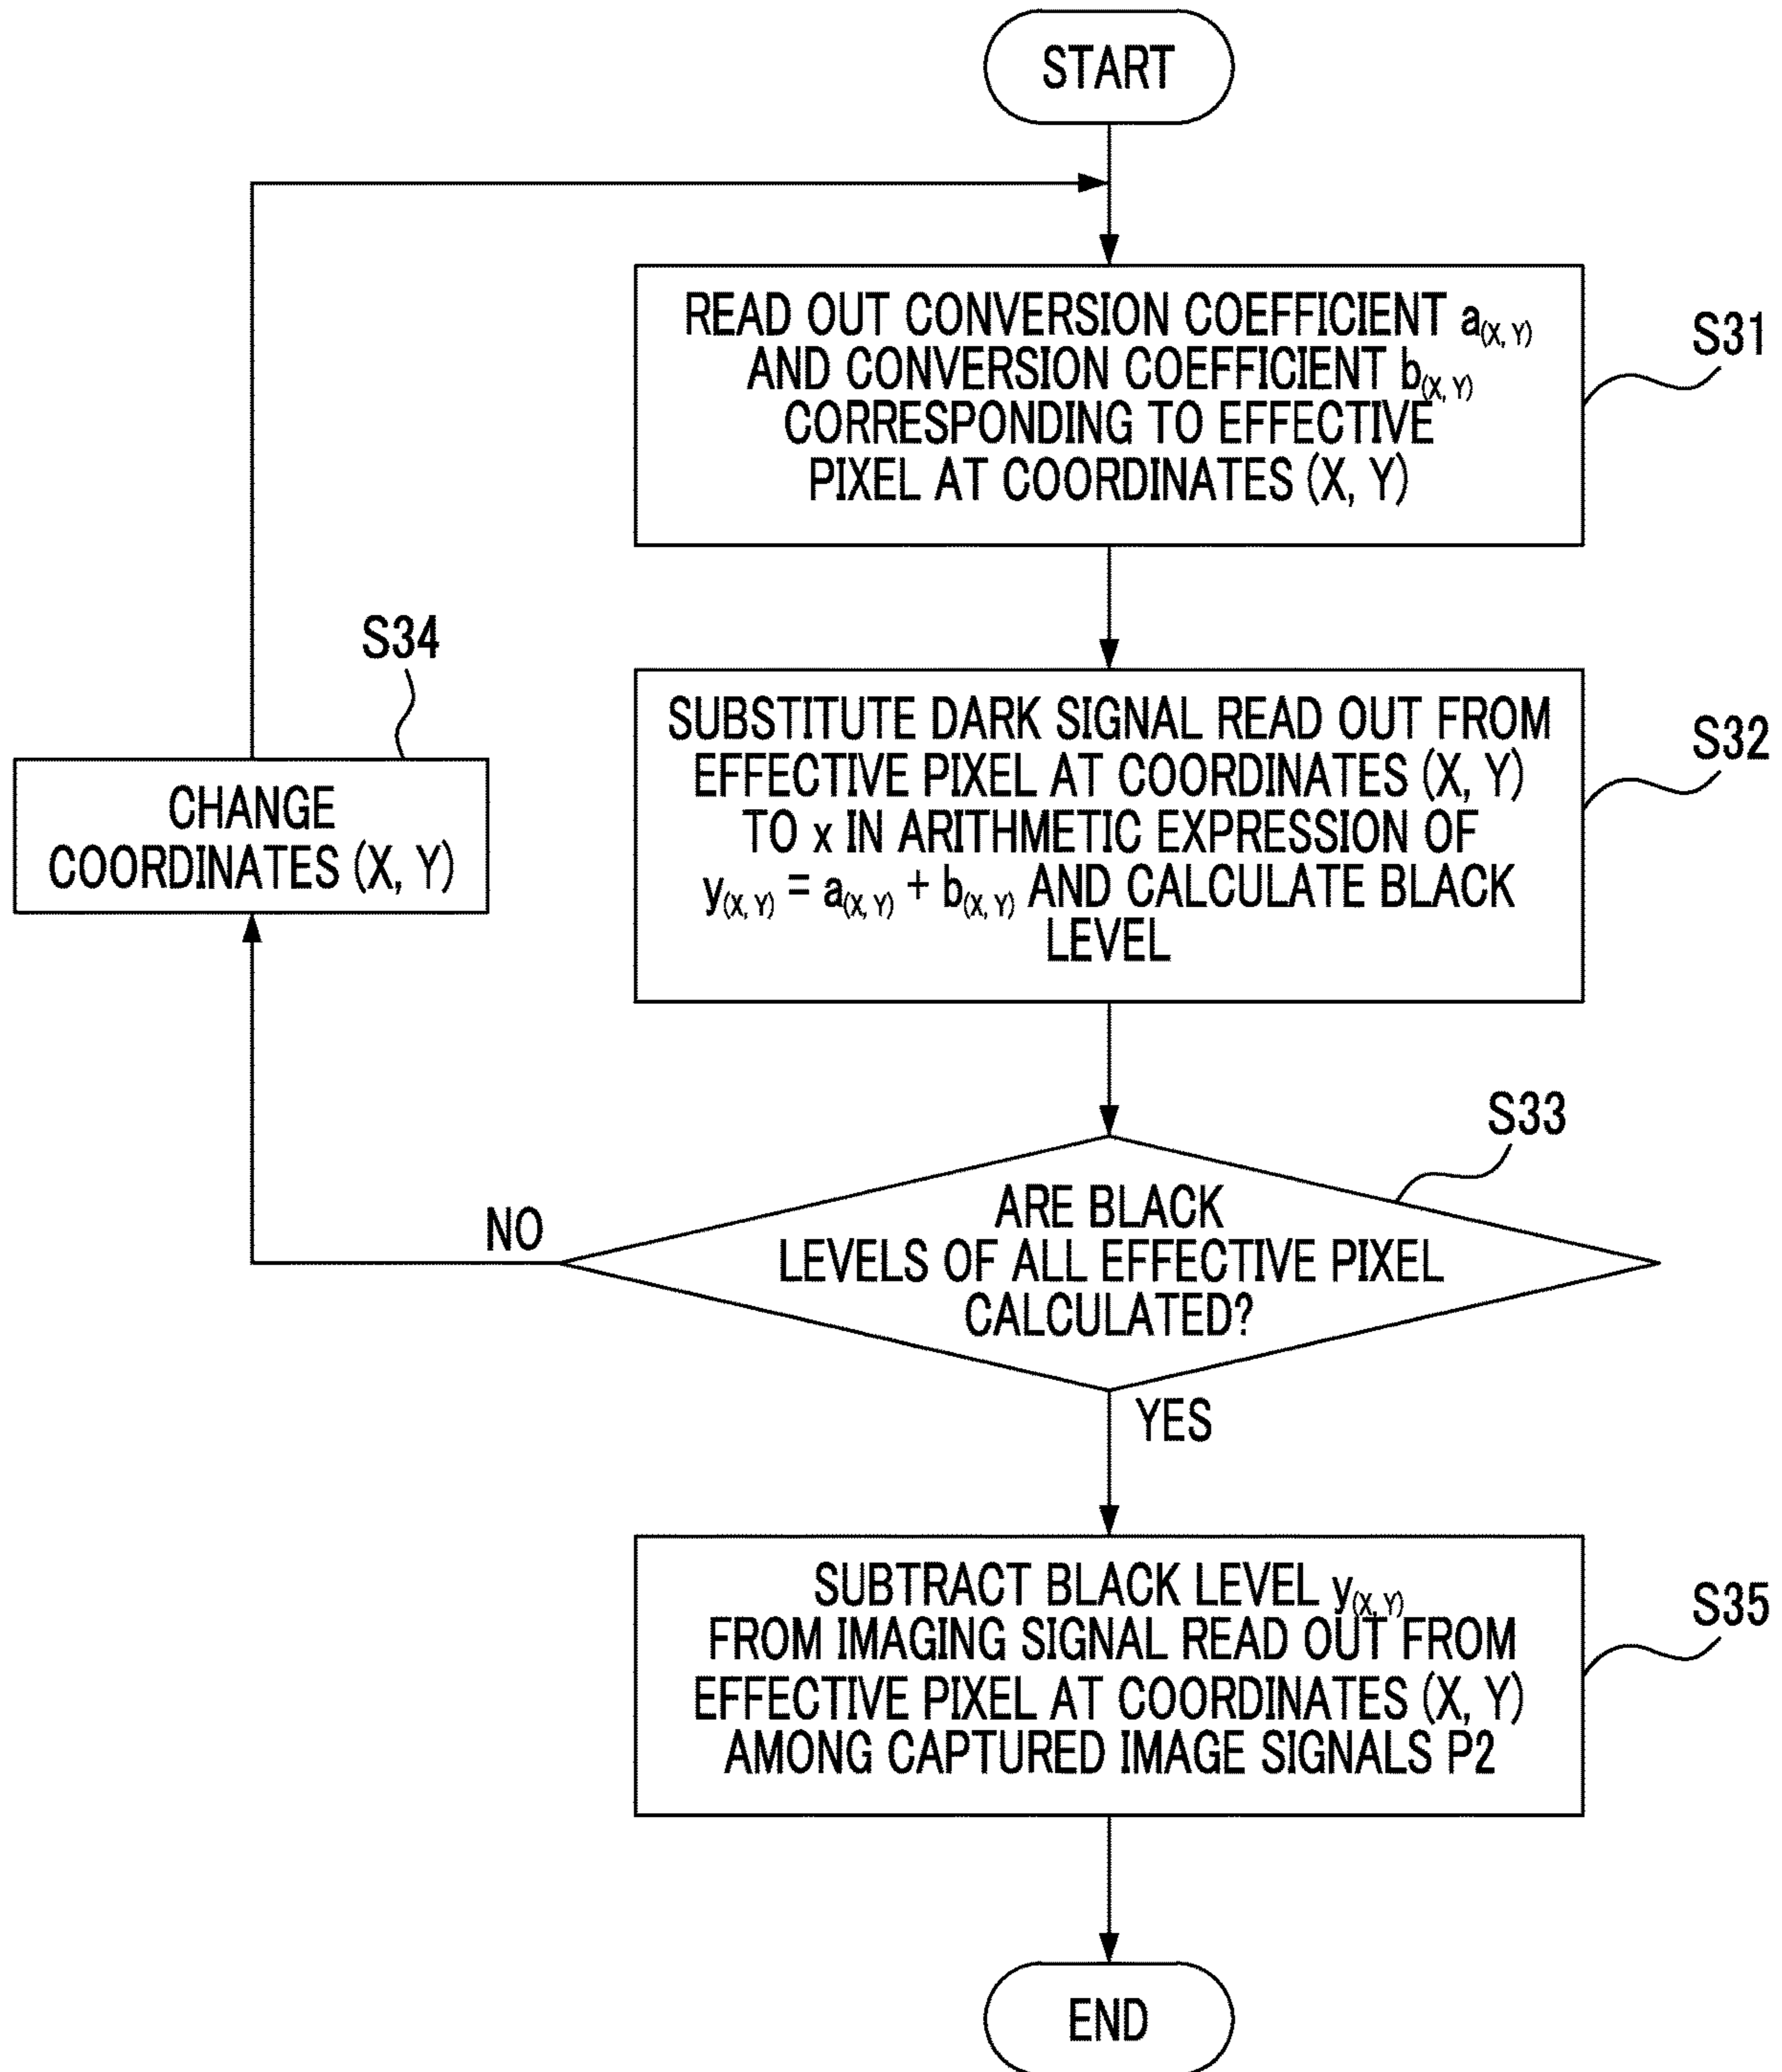 START
READ OUT CONVERSION COEFFICIENT a(X, Y)
AND CONVERSION COEFFICIENT b(X, Y)
CORRESPONDING TO EFFECTIVE
PIXEL AT COORDINATES (X, Y)
S31
S34
CHANGE
COORDINATES (X, Y)
SUBSTITUTE DARK SIGNAL READ OUT FROM
EFFECTIVE PIXEL AT COORDINATES (X, Y)
TO x IN ARITHMETIC EXPRESSION OF
y(X, Y) = a(X, Y) + b(X, Y) AND CALCULATE BLACK
LEVEL
S32
S33
ARE BLACK
LEVELS OF ALL EFFECTIVE PIXEL
CALCULATED?
NO
YES
SUBTRACT BLACK LEVEL y(X, Y)
FROM IMAGING SIGNAL READ OUT FROM
EFFECTIVE PIXEL AT COORDINATES (X, Y)
AMONG CAPTURED IMAGE SIGNALS P2
S35
END